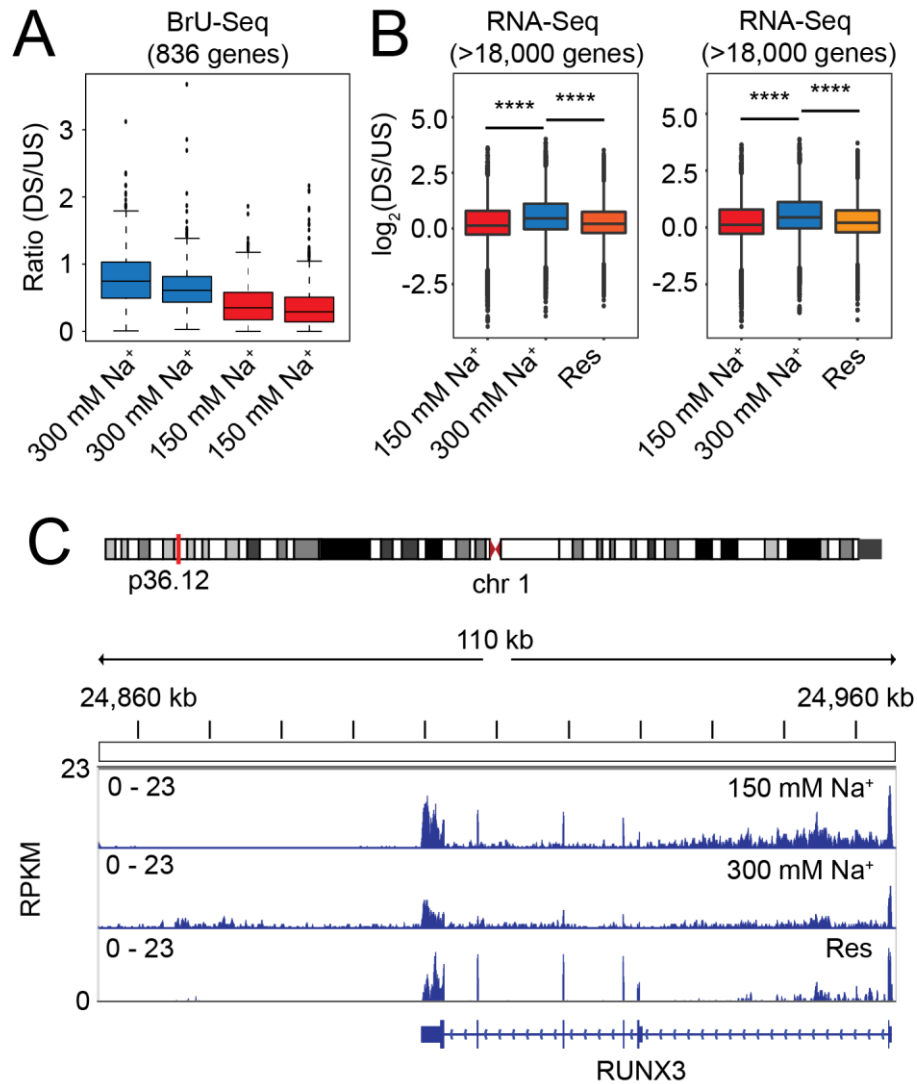 A
BrU-Seq
(836 genes)
Ratio (DS/US)
3
2
1
0
300 mM Na⁺
300 mM Na⁺
150 mM Na⁺
150 mM Na⁺
B
RNA-Seq
(>18,000 genes)
log₂(DS/US)
5.0
2.5
0.0
-2.5
****
****
150 mM Na⁺
300 mM Na⁺
Res
RNA-Seq
(>18,000 genes)
5.0
2.5
0.0
-2.5
****
****
150 mM Na⁺
300 mM Na⁺
Res
C
p36.12
chr 1
110 kb
24,860 kb
24,960 kb
RPKM
23
0
0 - 23
150 mM Na⁺
0 - 23
300 mM Na⁺
0 - 23
Res
RUNX3